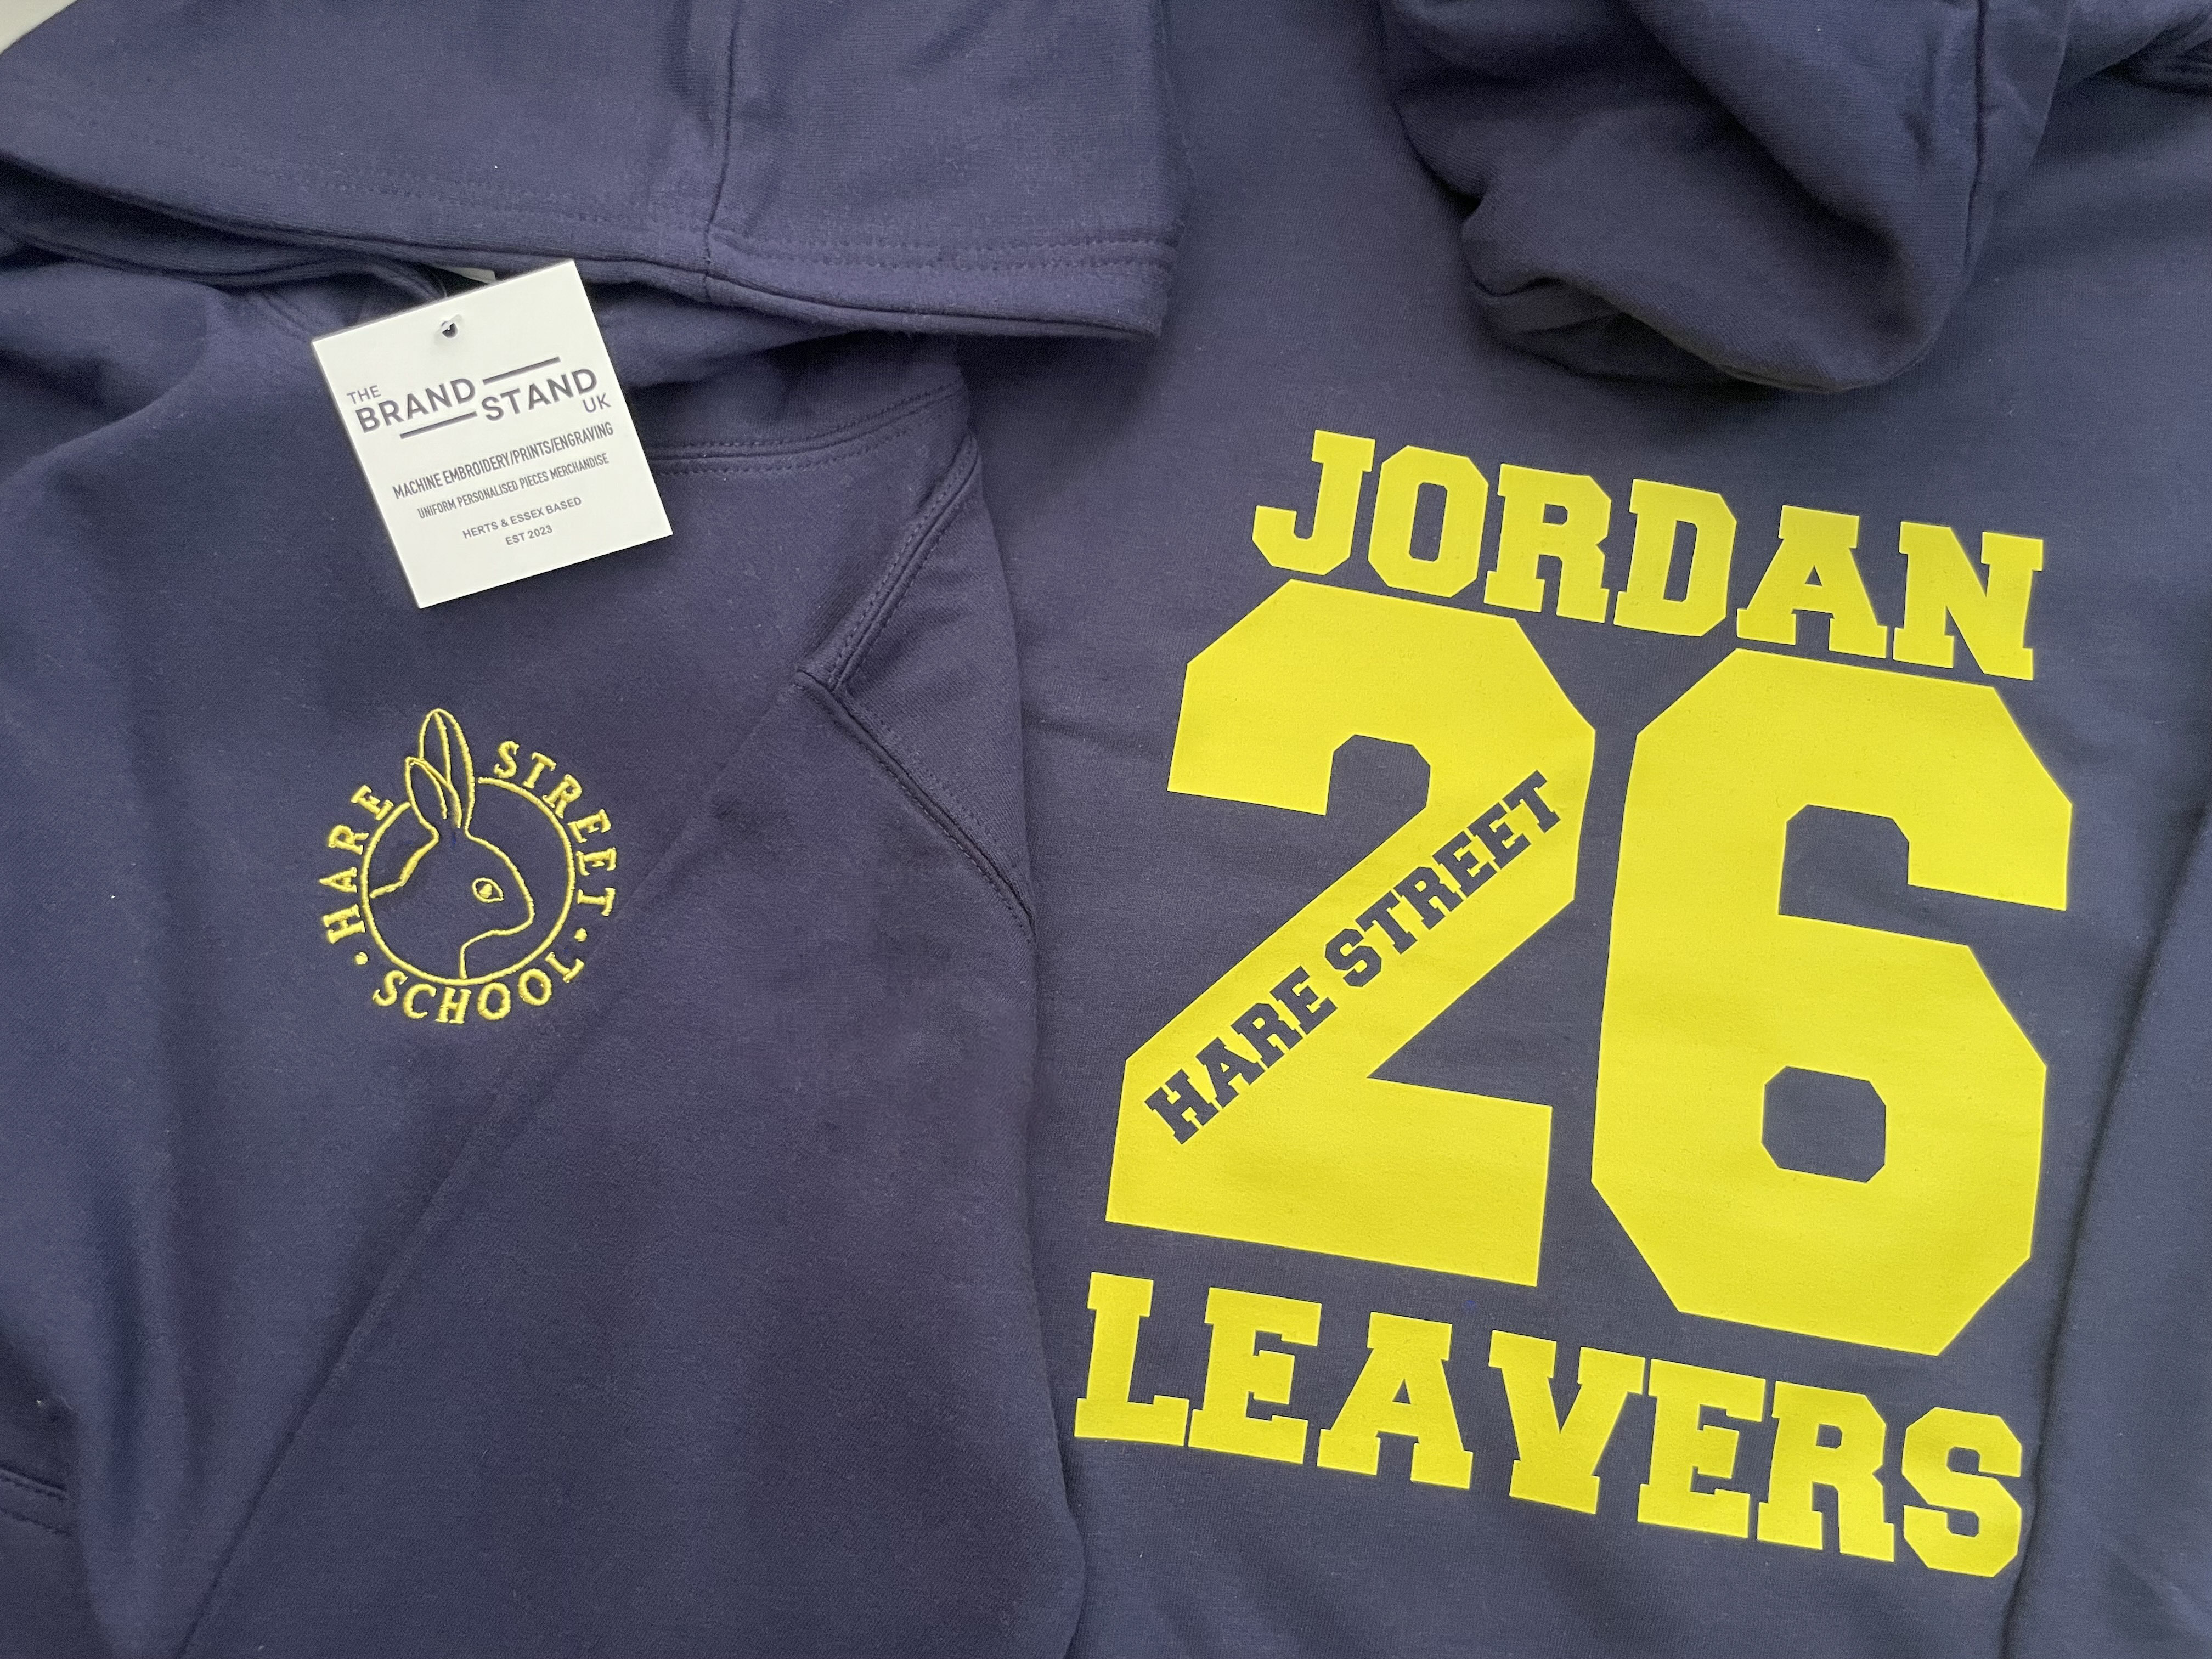 THE
BRAND STAND
UK
MACHINE EMBROIDERY/PRINTS/ENGRAVING
UNIFORM PERSONALISED PIECES MERCHANDISE
HERTS & ESSEX BASED
EST 2023
HARE STREET
• SCHOOL •
JORDAN
26
HARE STREET
LEAVERS